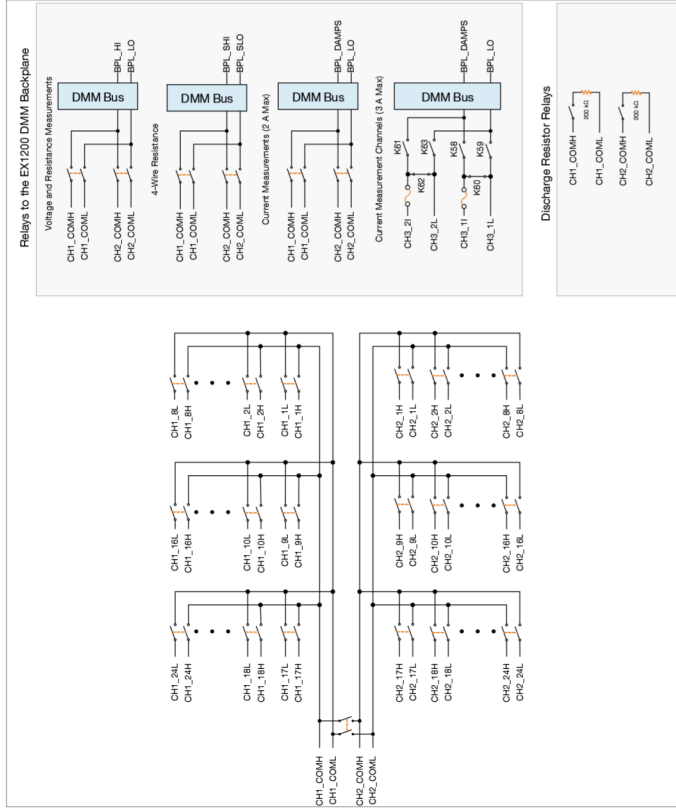 Relays to the EX1200 DMM Backplane
Voltage and Resistance Measurements
CH1_COMH
CH1_COML
CH2_COMH
CH2_COML
DMM Bus
BPL_HI
BPL_LO
4-Wire Resistance
CH1_COMH
CH1_COML
CH2_COMH
CH2_COML
DMM Bus
BPL_SHI
BPL_SLO
Current Measurements (2 A Max)
CH1_COMH
CH1_COML
CH2_COMH
CH2_COML
DMM Bus
BPL_DAMPS
BPL_LO
Current Measurement Channels (3 A Max)
CH3_2I
CH3_2L
CH3_1I
CH3_1L
K61
K63
K62
K58
K59
K60
DMM Bus
BPL_DAMPS
BPL_LO
Discharge Resistor Relays
CH1_COMH
CH1_COML
200 kΩ
CH2_COMH
CH2_COML
200 kΩ
CH1_8L
CH1_8H
CH1_2L
CH1_2H
CH1_1L
CH1_1H
CH2_1H
CH2_1L
CH2_2H
CH2_2L
CH2_8H
CH2_8L
CH1_16L
CH1_16H
CH1_10L
CH1_10H
CH1_9L
CH1_9H
CH2_9H
CH2_9L
CH2_10H
CH2_10L
CH2_16H
CH2_16L
CH1_24L
CH1_24H
CH1_18L
CH1_18H
CH1_17L
CH1_17H
CH2_17H
CH2_17L
CH2_18H
CH2_18L
CH2_24H
CH2_24L
CH1_COMH
CH1_COML
CH2_COMH
CH2_COML